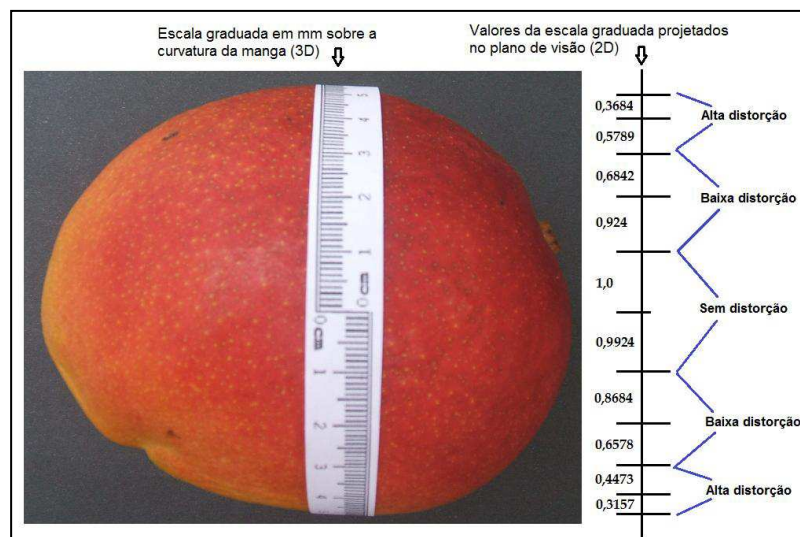 Escala graduada em mm sobre a
curvatura da manga (3D)
Valores da escala graduada projetados
no plano de visão (2D)
5
4
3
2
1
0 cm
0 cm
1
2
3
4
0,3684
0,5789
0,6842
0,924
1,0
0,9924
0,8684
0,6578
0,4473
0,3157
Alta distorção
Baixa distorção
Sem distorção
Baixa distorção
Alta distorção